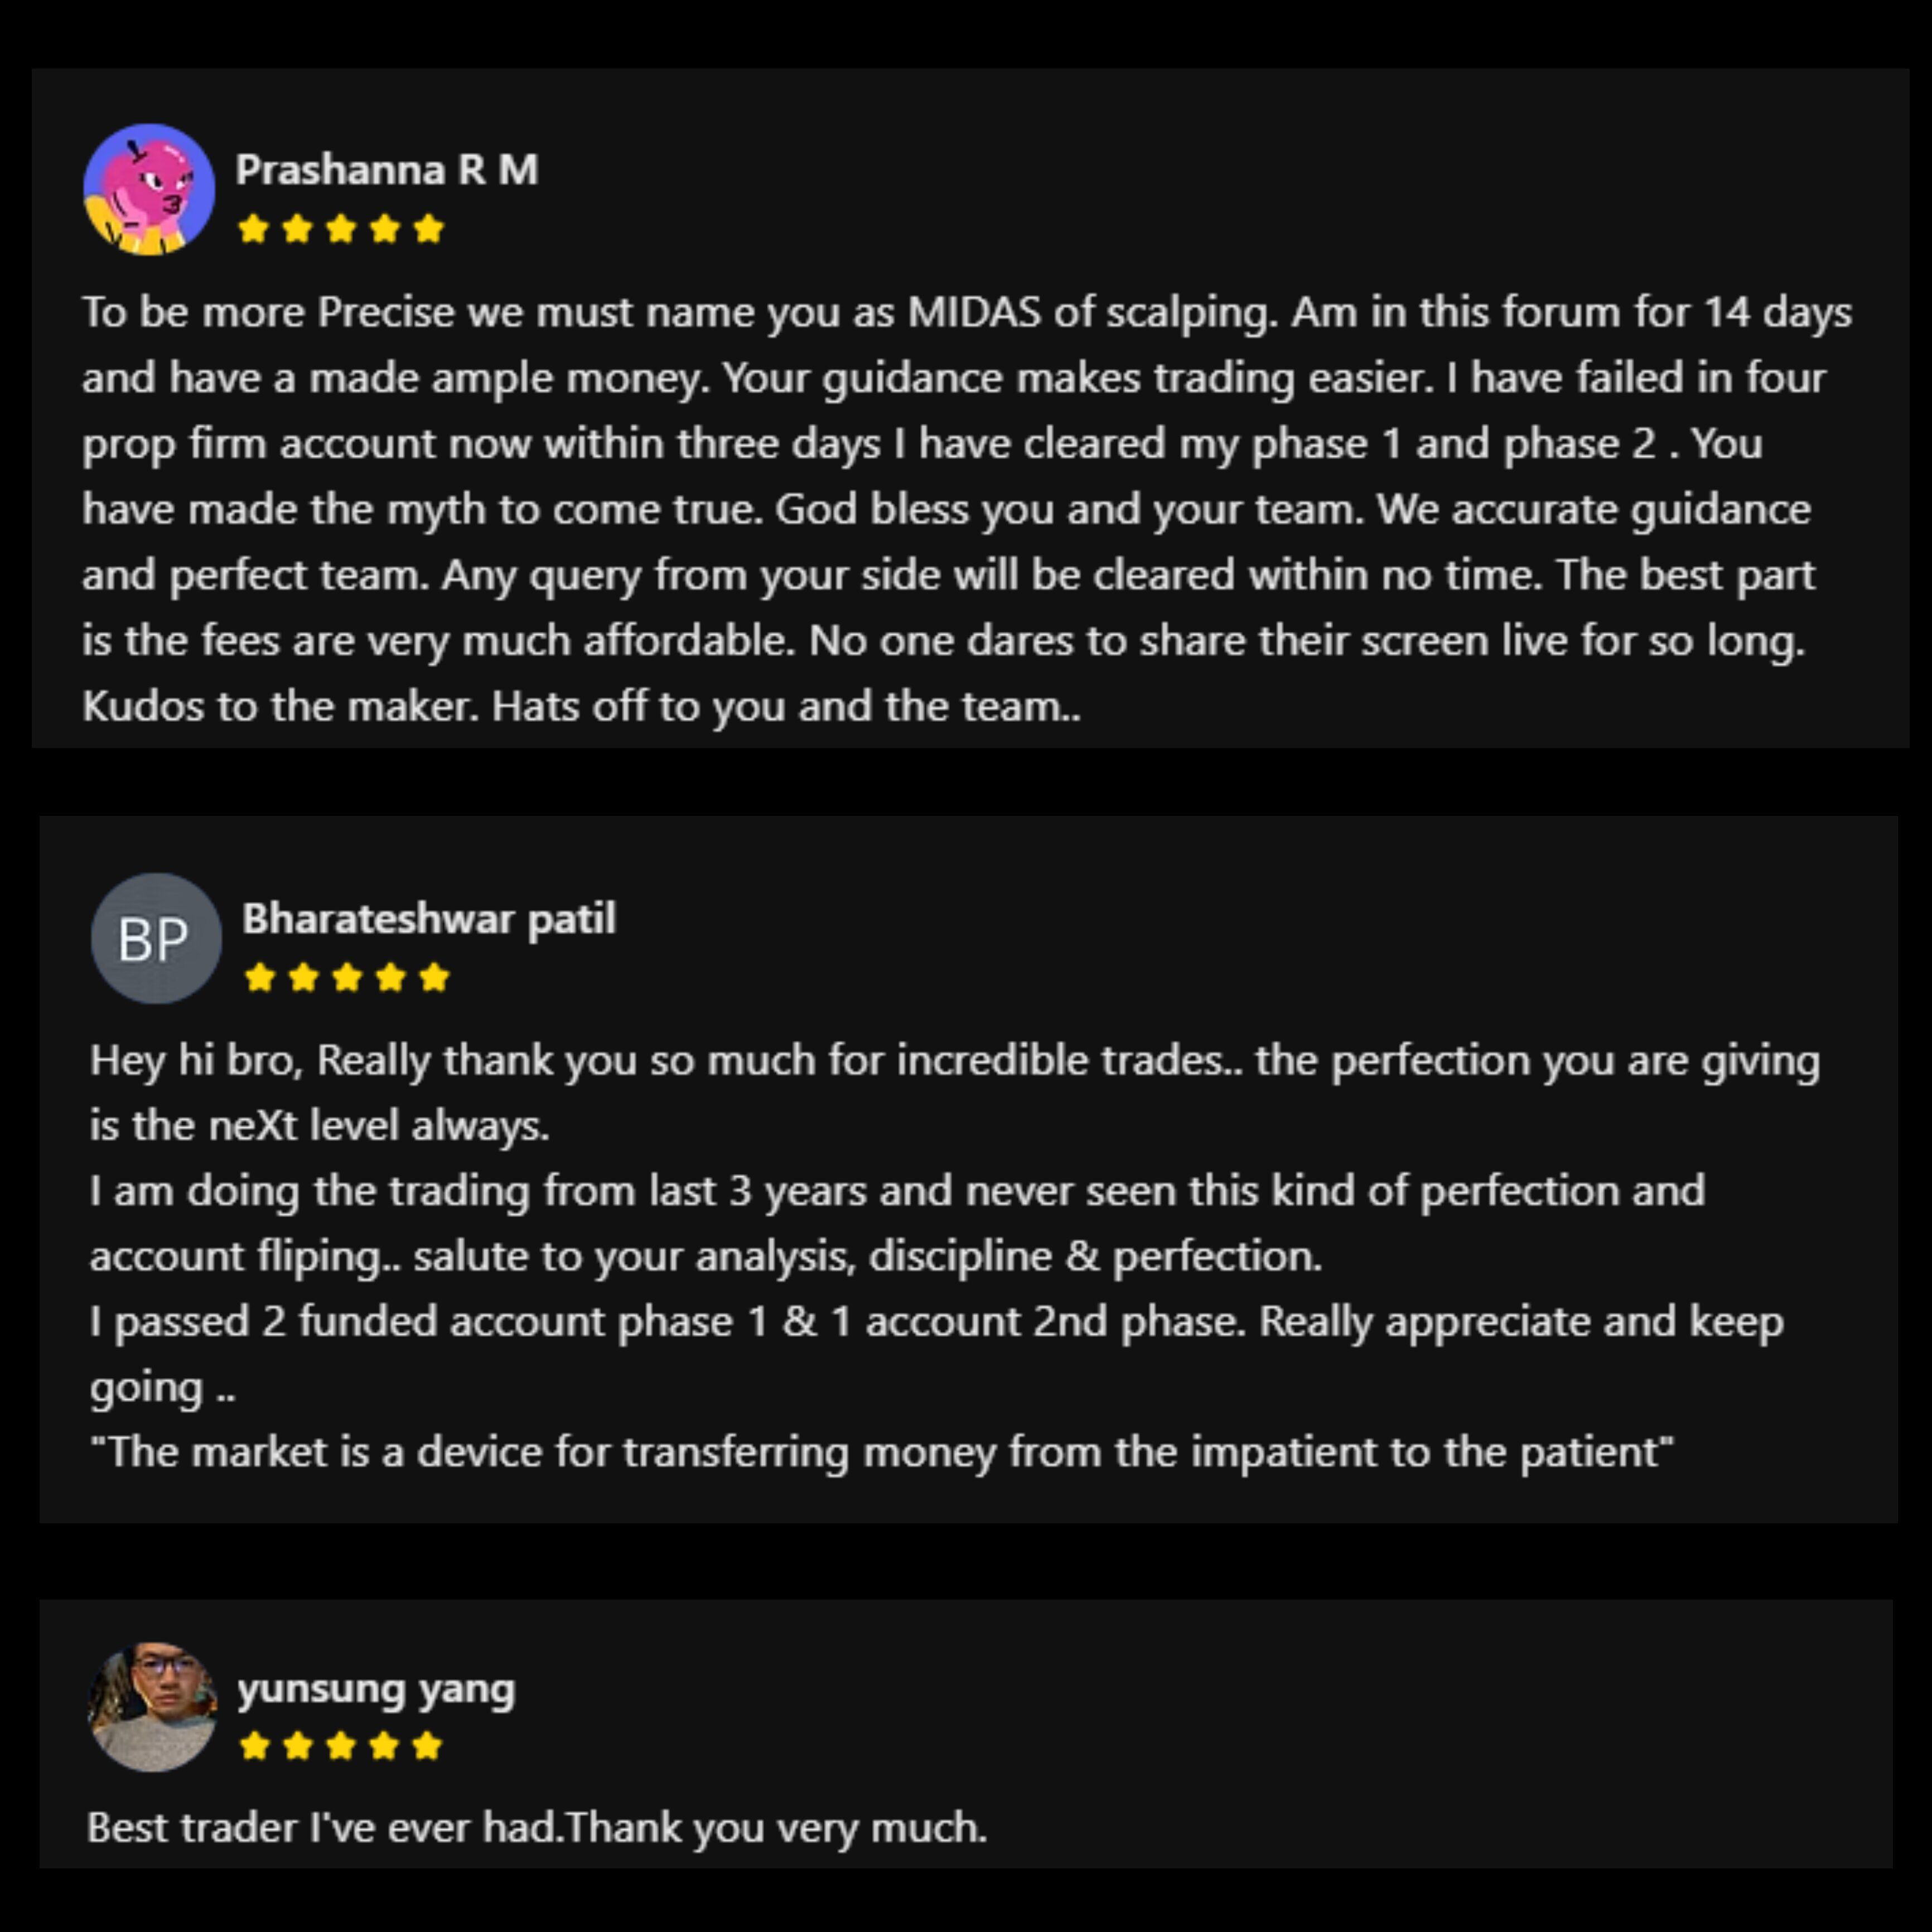 Prashanna R M
To be more Precise we must name you as MIDAS of scalping. Am in this forum for 14 days
and have a made ample money. Your guidance makes trading easier. I have failed in four
prop firm account now within three days I have cleared my phase 1 and phase 2 . You
have made the myth to come true. God bless you and your team. We accurate guidance
and perfect team. Any query from your side will be cleared within no time. The best part
is the fees are very much affordable. No one dares to share their screen live for so long.
Kudos to the maker. Hats off to you and the team..
BP
Bharateshwar patil
Hey hi bro, Really thank you so much for incredible trades.. the perfection you are giving
is the neXt level always.
I am doing the trading from last 3 years and never seen this kind of perfection and
account fliping.. salute to your analysis, discipline & perfection.
I passed 2 funded account phase 1 & 1 account 2nd phase. Really appreciate and keep
going ..
"The market is a device for transferring money from the impatient to the patient"
yunsung yang
Best trader I've ever had.Thank you very much.